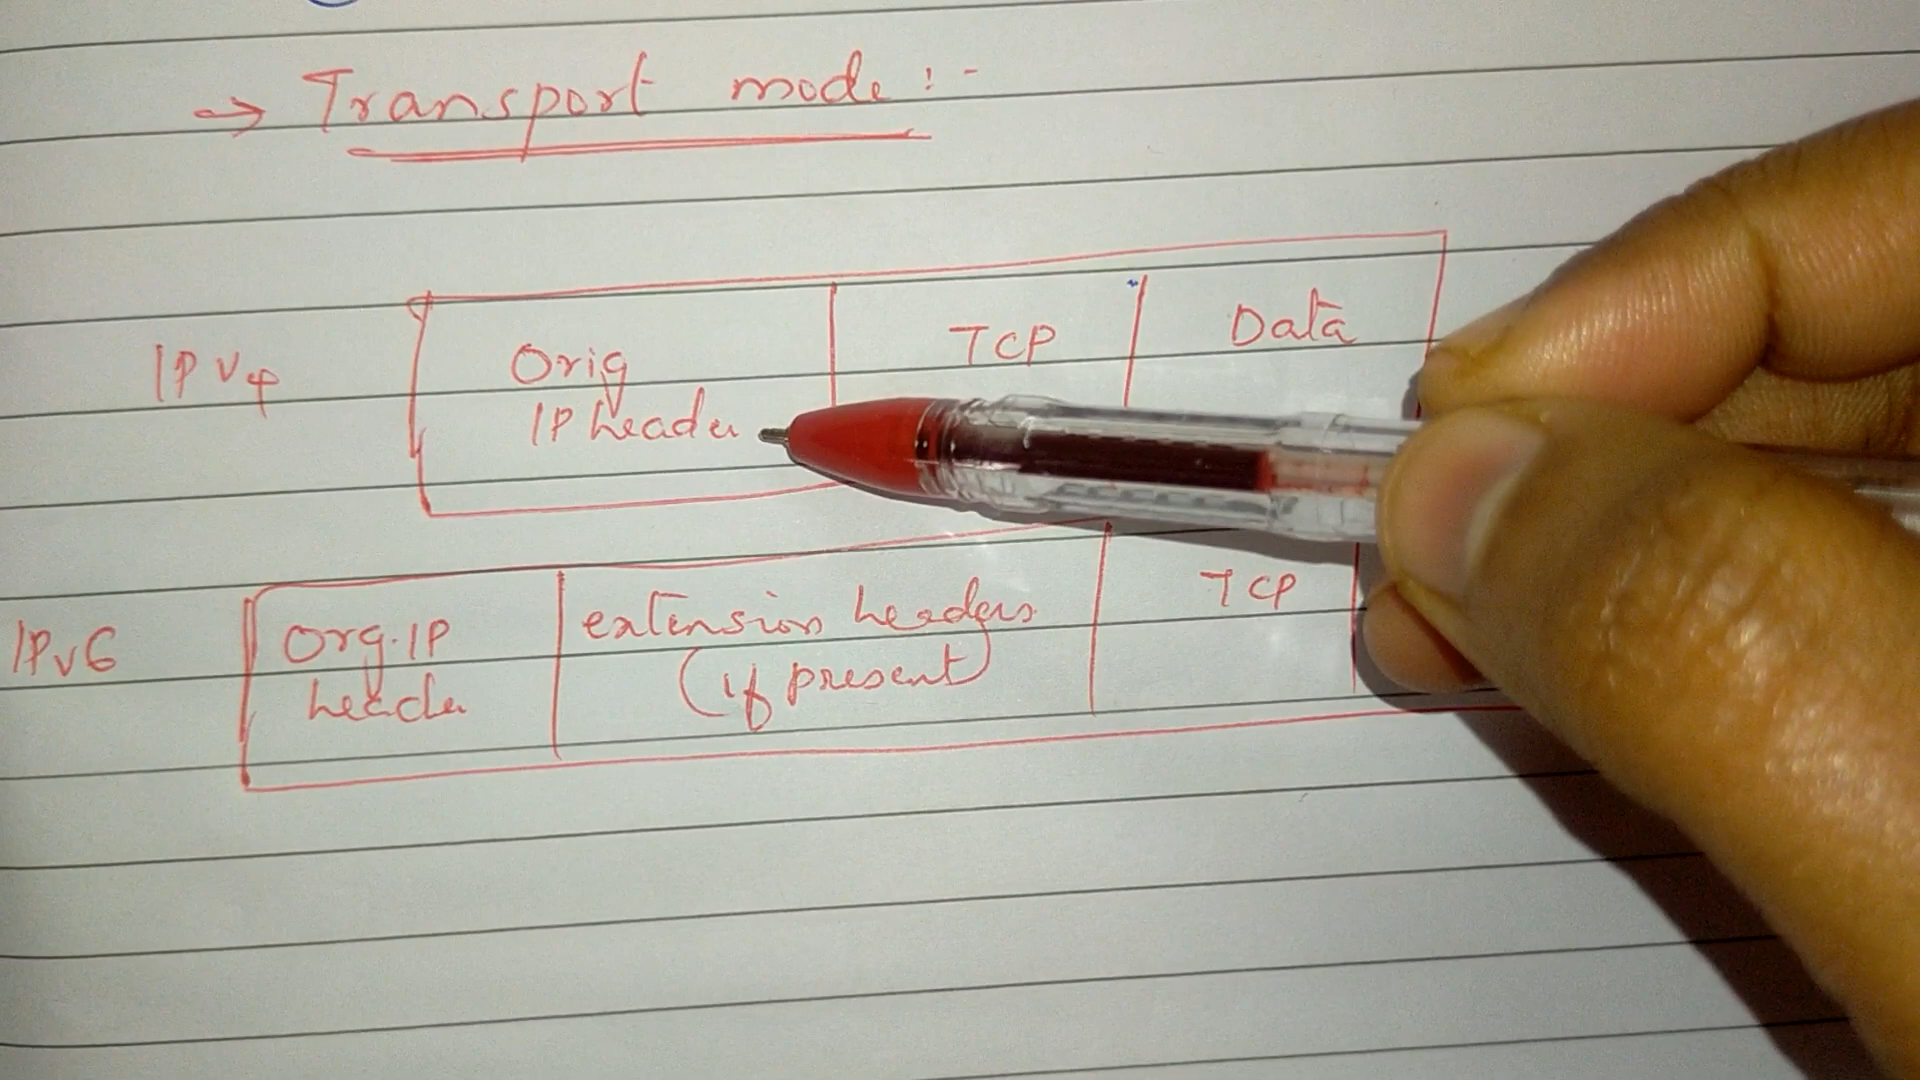 → Transport mode :-
IPv4
Orig
IP header
TCP
Data
IPv6
Org.IP
header
extension headers
(if present)
TCP